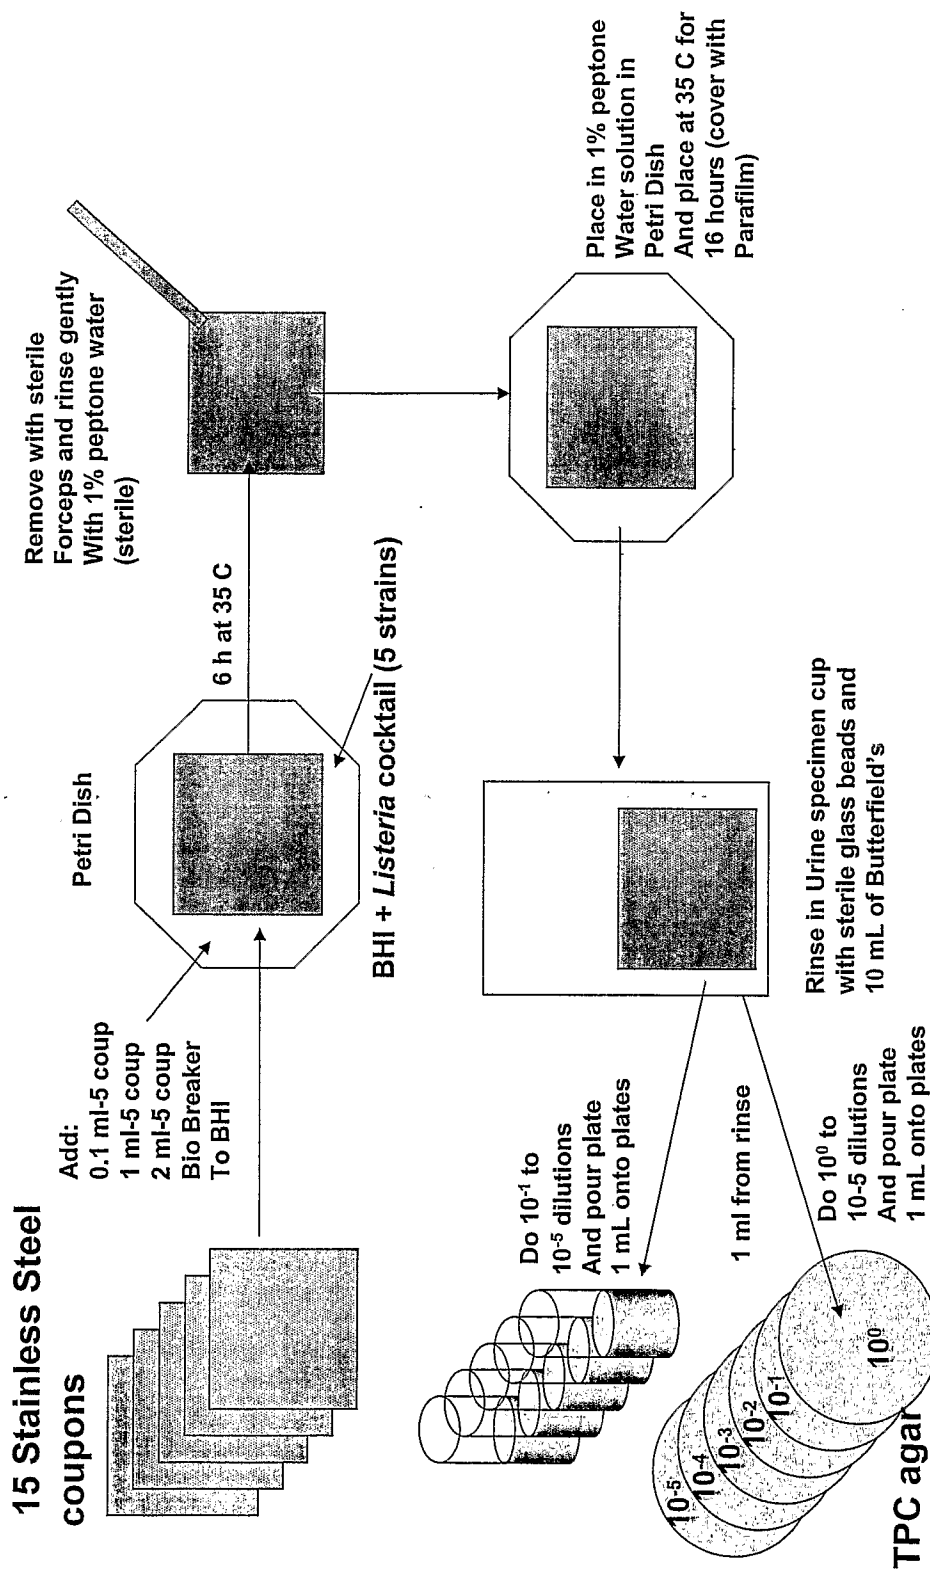 15 Stainless Steel
coupons
Add:
0.1 ml-5 coup
1 ml-5 coup
2 ml-5 coup
Bio Breaker
To BHI
Petri Dish
BHI + Listeria cocktail (5 strains)
6 h at 35 C
Remove with sterile
Forceps and rinse gently
With 1% peptone water
(sterile)
Place in 1% peptone
Water solution in
Petri Dish
And place at 35 C for
16 hours (cover with
Parafilm)
Rinse in Urine specimen cup
with sterile glass beads and
10 mL of Butterfield's
Do 10⁻¹ to
10⁻⁵ dilutions
And pour plate
1 mL onto plates
1 ml from rinse
Do 10⁰ to
10-5 dilutions
And pour plate
1 mL onto plates
10⁻⁵
10⁻⁴
10⁻³
10⁻²
10⁻¹
10⁰
TPC agar